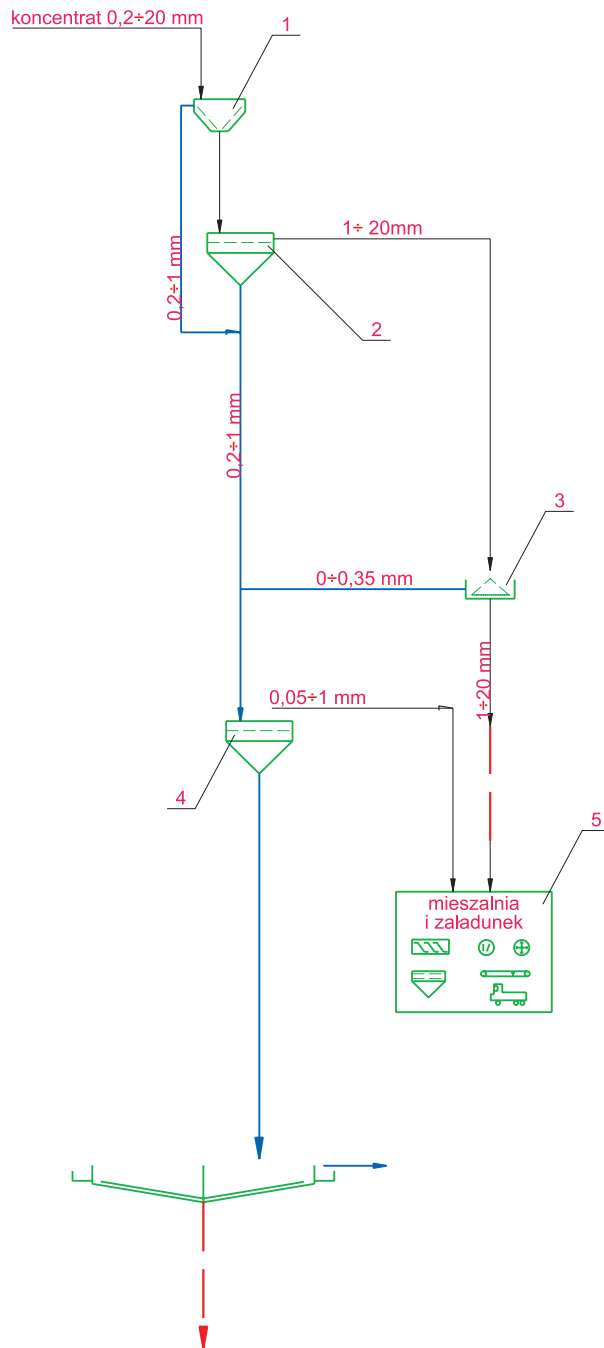 koncentrat 0,2÷20 mm
1
1÷ 20mm
0,2÷1 mm
2
0,2÷1 mm
3
0÷0,35 mm
1÷20 mm
0,05÷1 mm
4
5
mieszalnia
i załadunek